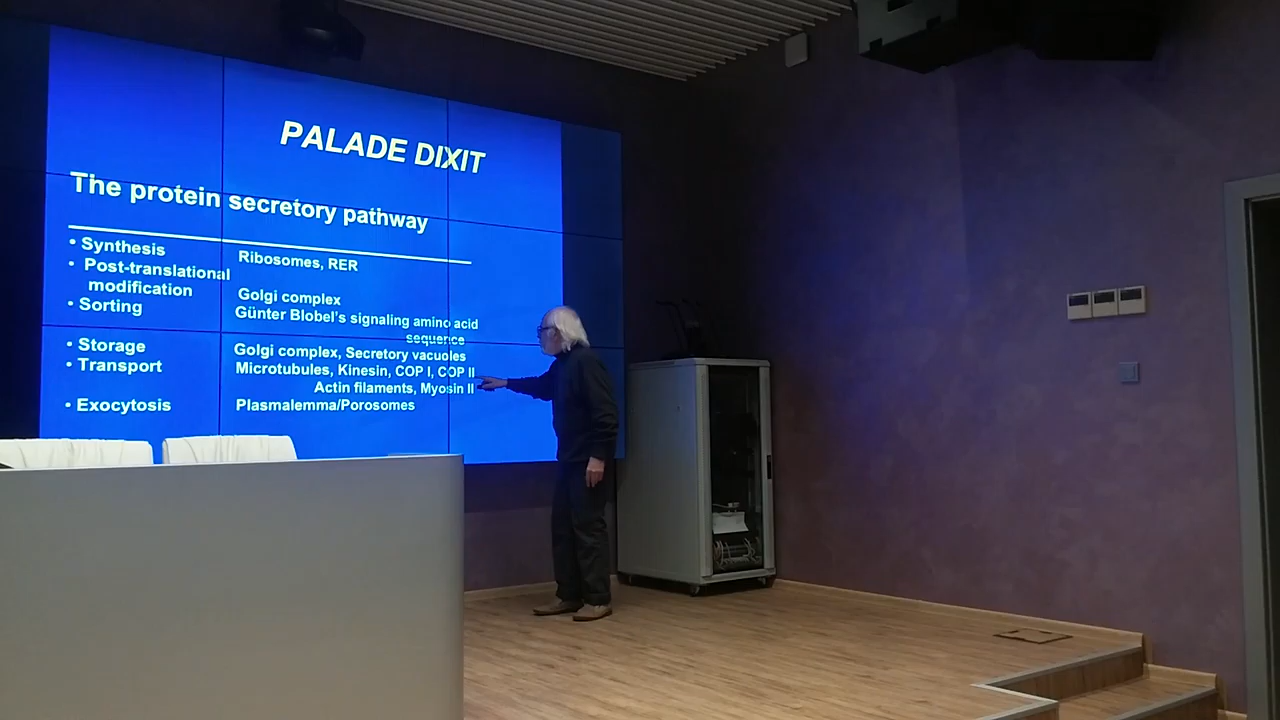 PALADE DIXIT
The protein secretory pathway
• Synthesis
Ribosomes, RER
• Post-translational
modification
Golgi complex
• Sorting
Günter Blobel's signaling amino acid
sequence
• Storage
Golgi complex, Secretory vacuoles
• Transport
Microtubules, Kinesin, COP I, COP II
Actin filaments, Myosin II
• Exocytosis
Plasmalemma/Porosomes